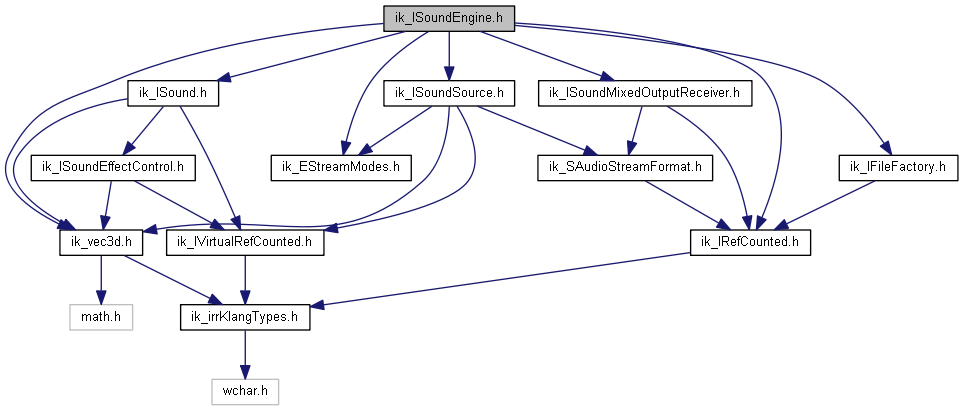 ik_ISoundEngine.h
ik_ISound.h
ik_ISoundSource.h
ik_ISoundMixedOutputReceiver.h
ik_ISoundEffectControl.h
ik_EStreamModes.h
ik_SAudioStreamFormat.h
ik_IFileFactory.h
ik_vec3d.h
ik_IVirtualRefCounted.h
ik_IRefCounted.h
math.h
ik_irrKlangTypes.h
wchar.h